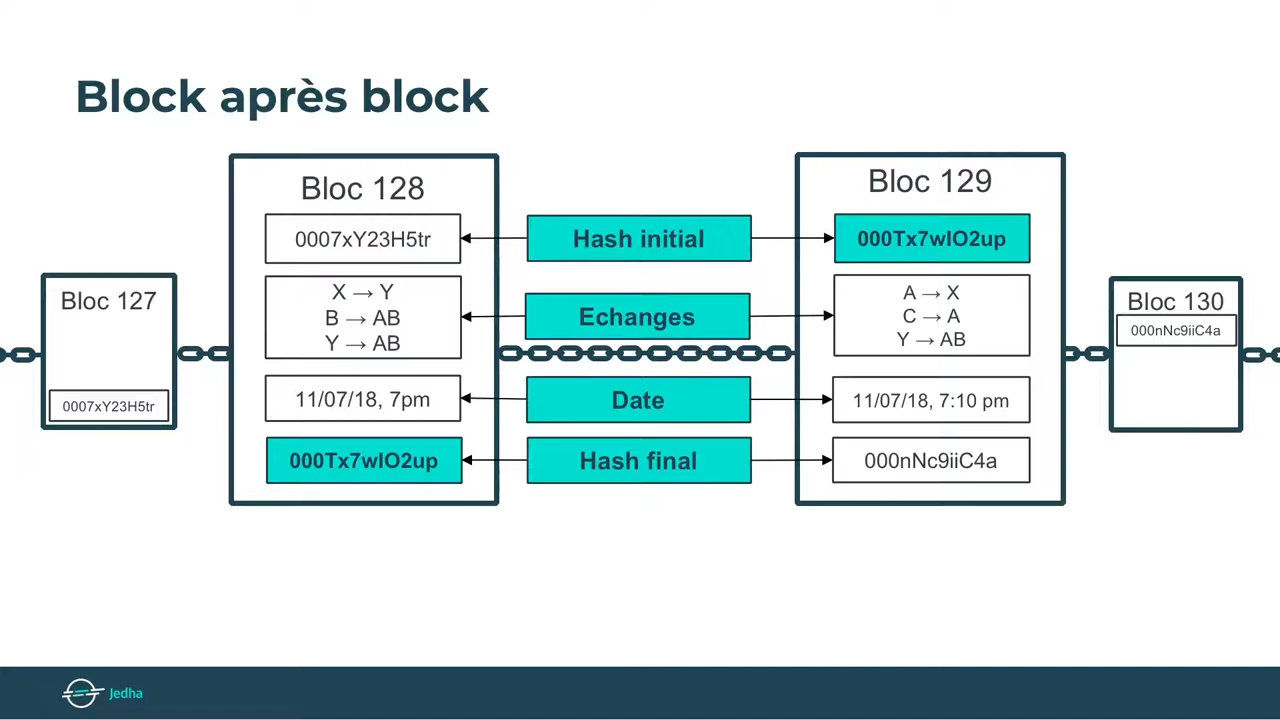 Block après block
Bloc 127
0007xY23H5tr
Bloc 128
0007xY23H5tr
X → Y
B → AB
Y → AB
11/07/18, 7pm
000Tx7wIO2up
Hash initial
Echanges
Date
Hash final
Bloc 129
000Tx7wIO2up
A → X
C → A
Y → AB
11/07/18, 7:10 pm
000nNc9iiC4a
Bloc 130
000nNc9iiC4a
Jedha